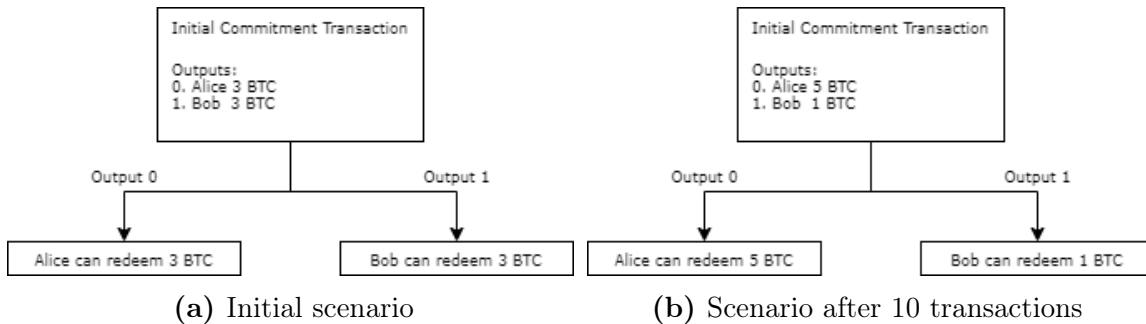 Initial Commitment Transaction
Outputs:
0. Alice 3 BTC
1. Bob 3 BTC
Output 0
Output 1
Alice can redeem 3 BTC
Bob can redeem 3 BTC
(a) Initial scenario
Initial Commitment Transaction
Outputs:
0. Alice 5 BTC
1. Bob 1 BTC
Output 0
Output 1
Alice can redeem 5 BTC
Bob can redeem 1 BTC
(b) Scenario after 10 transactions